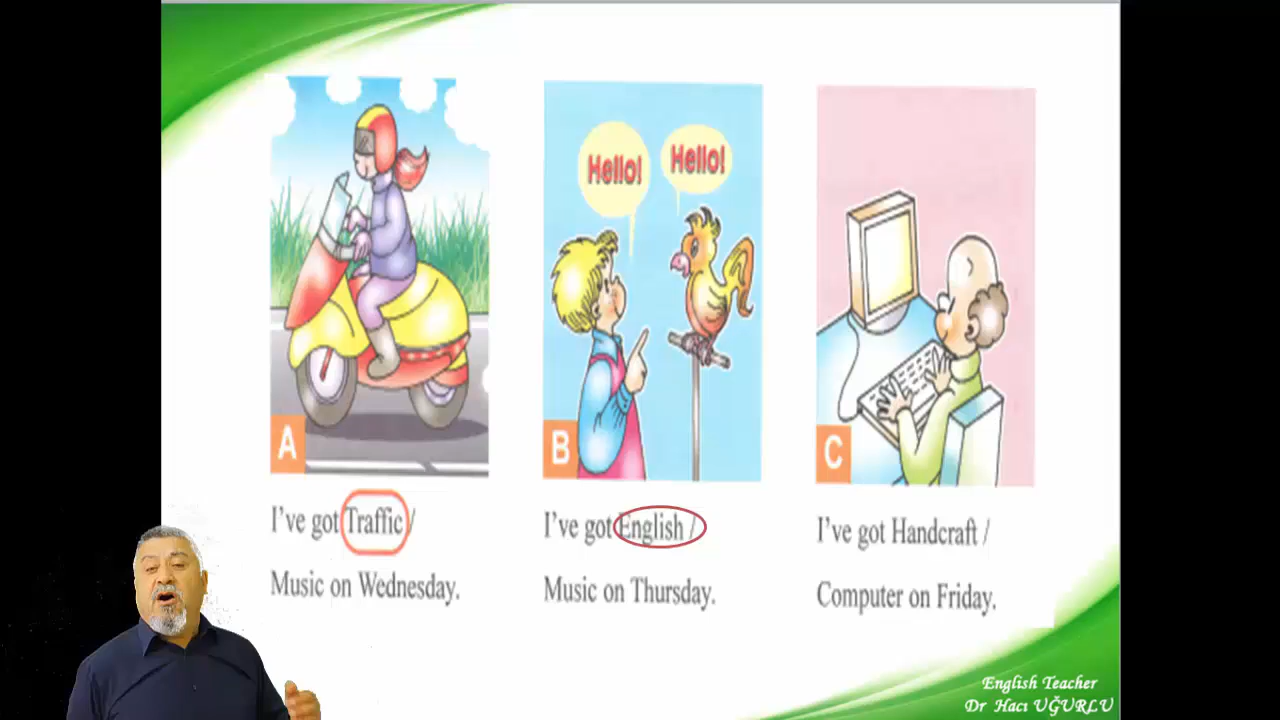 Hello!
Hello!
A
B
C
I've got Traffic /
Music on Wednesday.
I've got English /
Music on Thursday.
I've got Handcraft /
Computer on Friday.
English Teacher
Dr Hacı UĞURLU